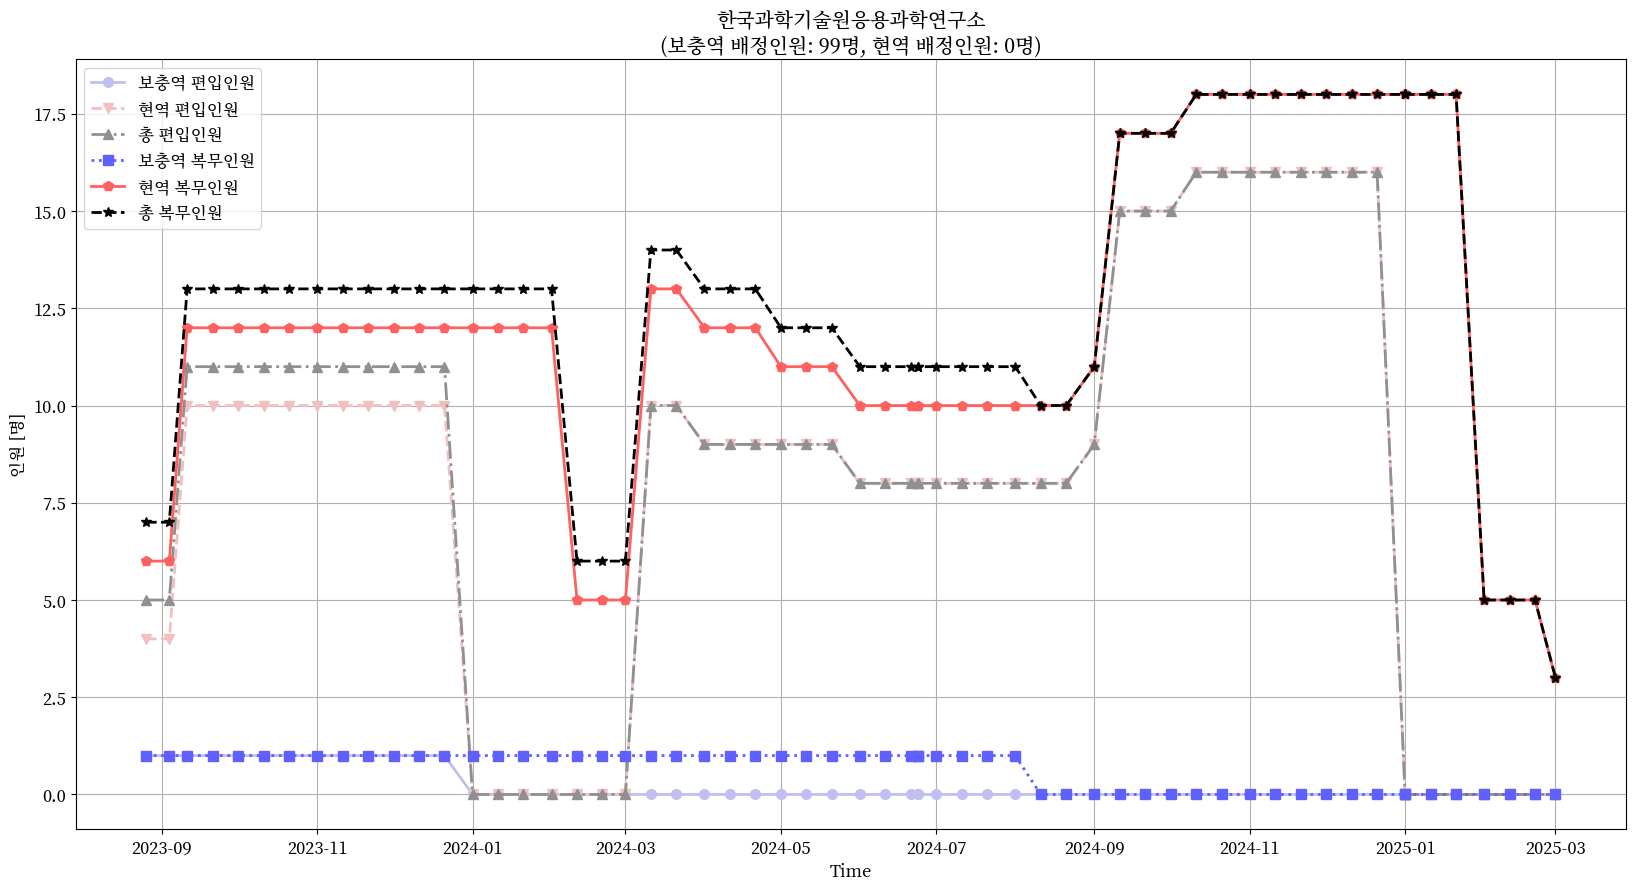 한국과학기술원응용과학연구소
(보충역 배정인원: 99명, 현역 배정인원: 0명)
보충역 편입인원
현역 편입인원
총 편입인원
보충역 복무인원
현역 복무인원
총 복무인원
17.5
15.0
12.5
10.0
7.5
5.0
2.5
0.0
인원 [명]
2023-09 2023-11 2024-01 2024-03 2024-05 2024-07 2024-09 2024-11 2025-01 2025-03
Time